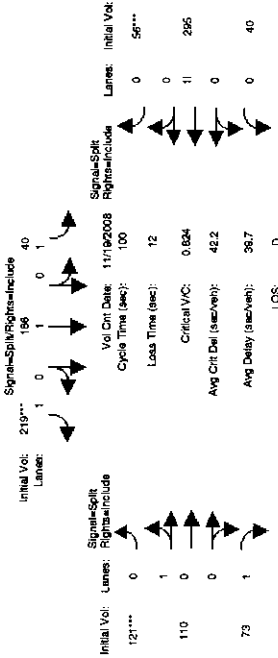 Signal=Split/Rights=Include
Initial Vol: 219*** 186 40
Lanes: 1 0 1 0 1
Signal=Split
Rights=Include
Vol Cnt Date: 11/19/2008
Signal=Split
Rights=Include
Initial Vol: Lanes:
Cycle Time (sec): 100
Lanes: Initial Vol:
121*** 0
Loss Time (sec): 12
0 56***
1
0
110 0
Critical V/C: 0.824
1! 295
0
Avg Crit Del (sec/veh): 42.2
0
73 1
Avg Delay (sec/veh): 39.7
0 40
LOS: D